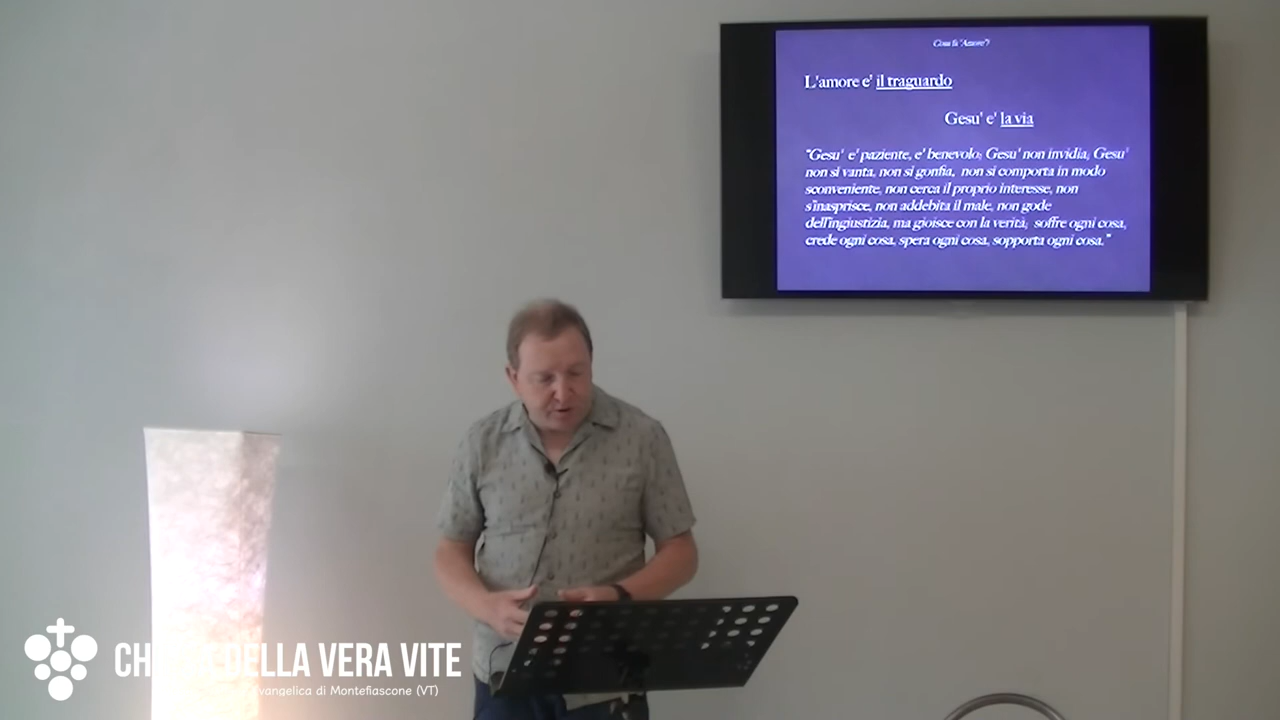 Cosa fa "Amore"?
L'amore e' il traguardo
Gesu' e' la via
"Gesu' e' paziente, e' benevolo; Gesu' non invidia; Gesu'
non si vanta, non si gonfia, non si comporta in modo
sconveniente, non cerca il proprio interesse, non
s'inasprisce, non addebita il male, non gode
dell'ingiustizia, ma gioisce con la verità; soffre ogni cosa,
crede ogni cosa, spera ogni cosa, sopporta ogni cosa."
DELLA VERA VITE
vangelica di Montefiascone (VT)